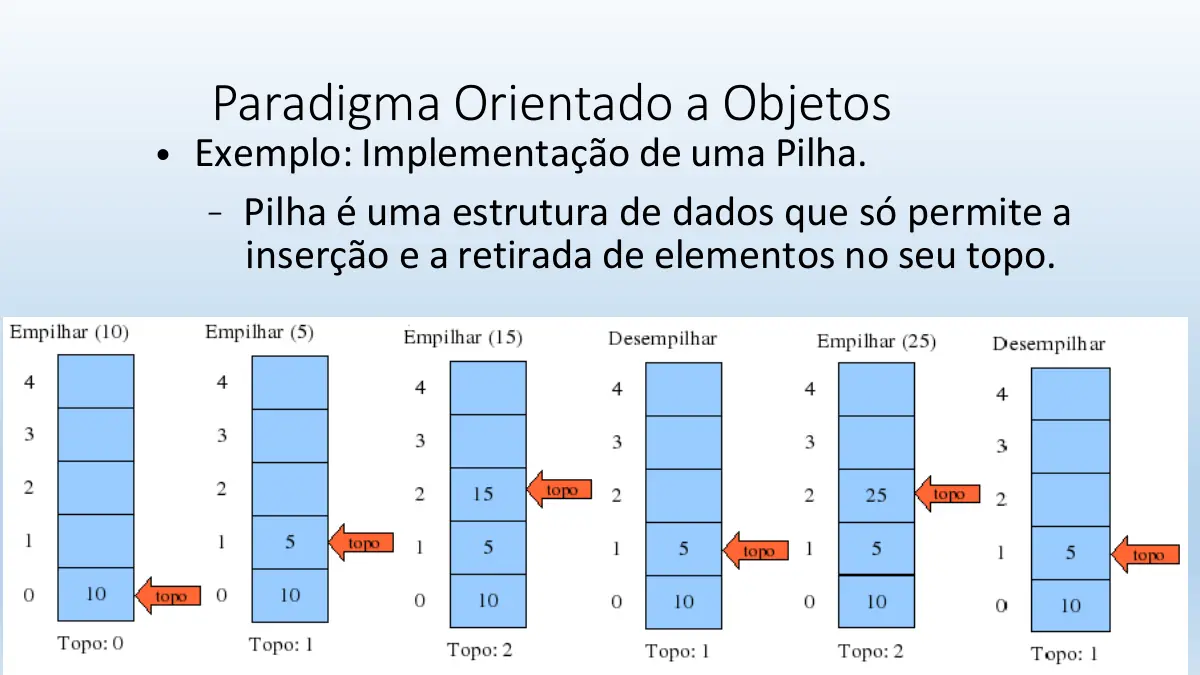 Paradigma Orientado a Objetos
• Exemplo: Implementação de uma Pilha.
– Pilha é uma estrutura de dados que só permite a
inserção e a retirada de elementos no seu topo.
Empilhar (10)
4
3
2
1
0
10
topo
Topo: 0
Empilhar (5)
4
3
2
1
0
5
10
topo
Topo: 1
Empilhar (15)
4
3
2
1
0
15
5
10
topo
Topo: 2
Desempilhar
4
3
2
1
0
5
10
topo
Topo: 1
Empilhar (25)
4
3
2
1
0
25
5
10
topo
Topo: 2
Desempilhar
4
3
2
1
0
5
10
topo
Topo: 1